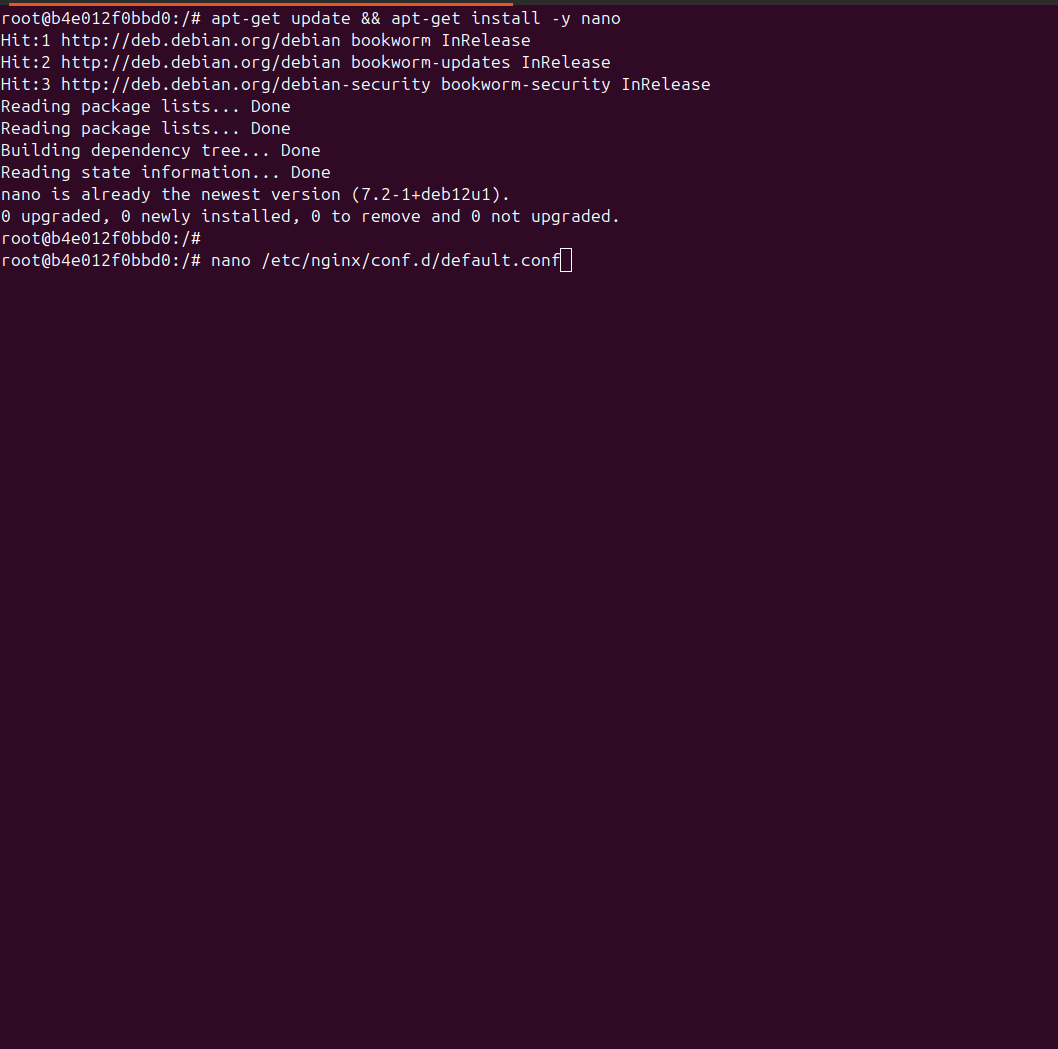 root@b4e012f0bbd0:/# apt-get update && apt-get install -y nano
Hit:1 http://deb.debian.org/debian bookworm InRelease
Hit:2 http://deb.debian.org/debian bookworm-updates InRelease
Hit:3 http://deb.debian.org/debian-security bookworm-security InRelease
Reading package lists... Done
Reading package lists... Done
Building dependency tree... Done
Reading state information... Done
nano is already the newest version (7.2-1+deb12u1).
0 upgraded, 0 newly installed, 0 to remove and 0 not upgraded.
root@b4e012f0bbd0:/#
root@b4e012f0bbd0:/# nano /etc/nginx/conf.d/default.conf